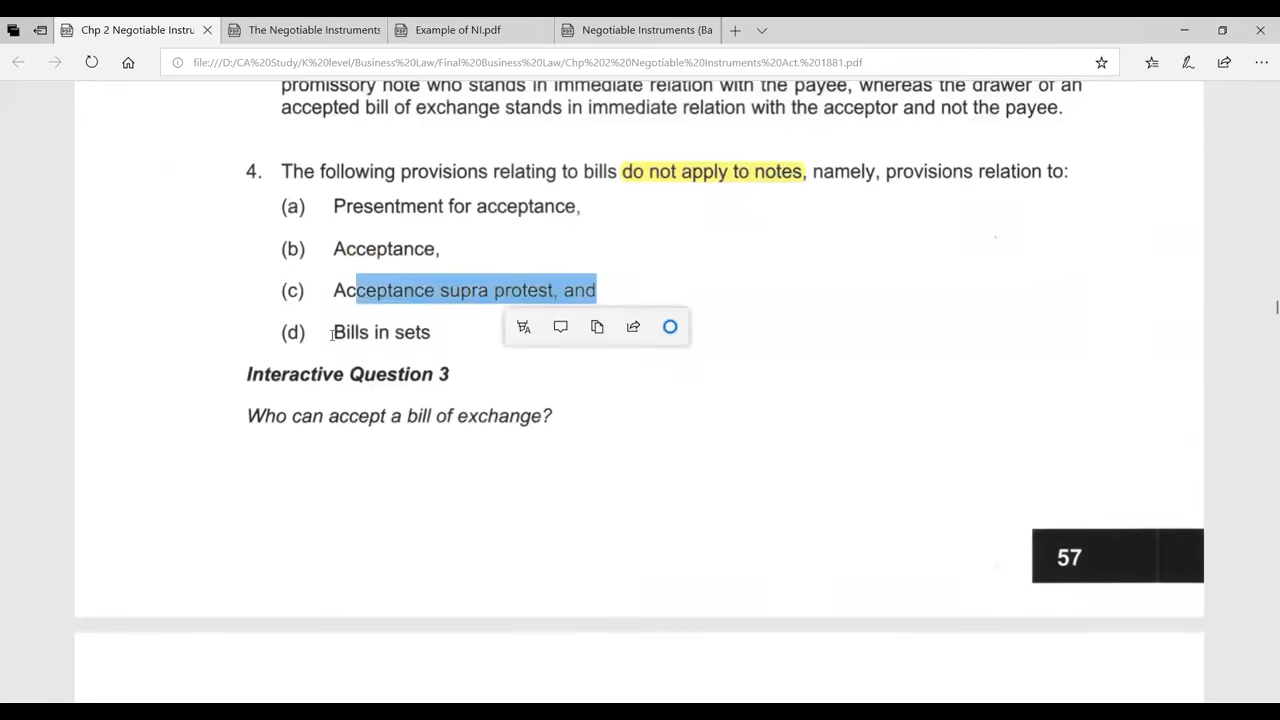 Chp 2 Negotiable Instru
The Negotiable Instruments
Example of NI.pdf
Negotiable Instruments (Ba
file:///D:/CA%20Study/K%20level/Business%20Law/Final%20Business%20Law/Chp%202%20Negotiable%20Instruments%20Act,%201881.pdf
promissory note who stands in immediate relation with the payee, whereas the drawer of an
accepted bill of exchange stands in immediate relation with the acceptor and not the payee.
4. The following provisions relating to bills do not apply to notes, namely, provisions relation to:
(a) Presentment for acceptance,
(b) Acceptance,
(c) Acceptance supra protest, and
(d) Bills in sets
Interactive Question 3
Who can accept a bill of exchange?
57